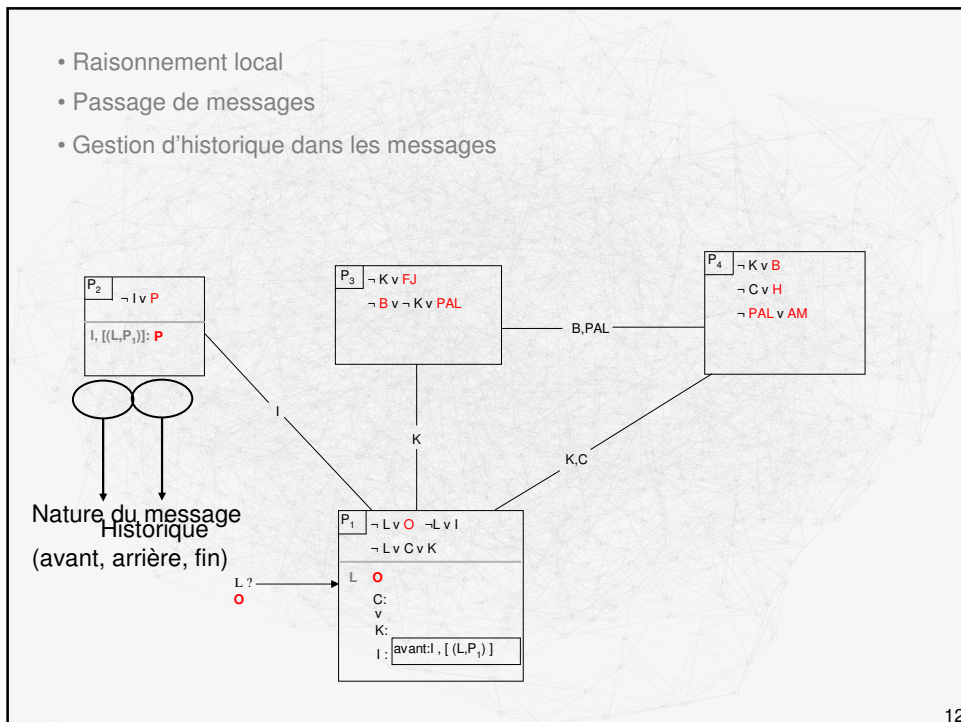 • Raisonnement local
• Passage de messages
• Gestion d'historique dans les messages
P2
¬ I v P
I, [(L,P1)]: P
P3
¬ K v FJ
¬ B v ¬ K v PAL
B,PAL
P4
¬ K v B
¬ C v H
¬ PAL v AM
I
K
K,C
Nature du message
Historique
(avant, arrière, fin)
L ?
O
P1
¬ L v O ¬L v I
¬ L v C v K
L O
C:
v
K:
I : avant:I , [ (L,P1) ]
12